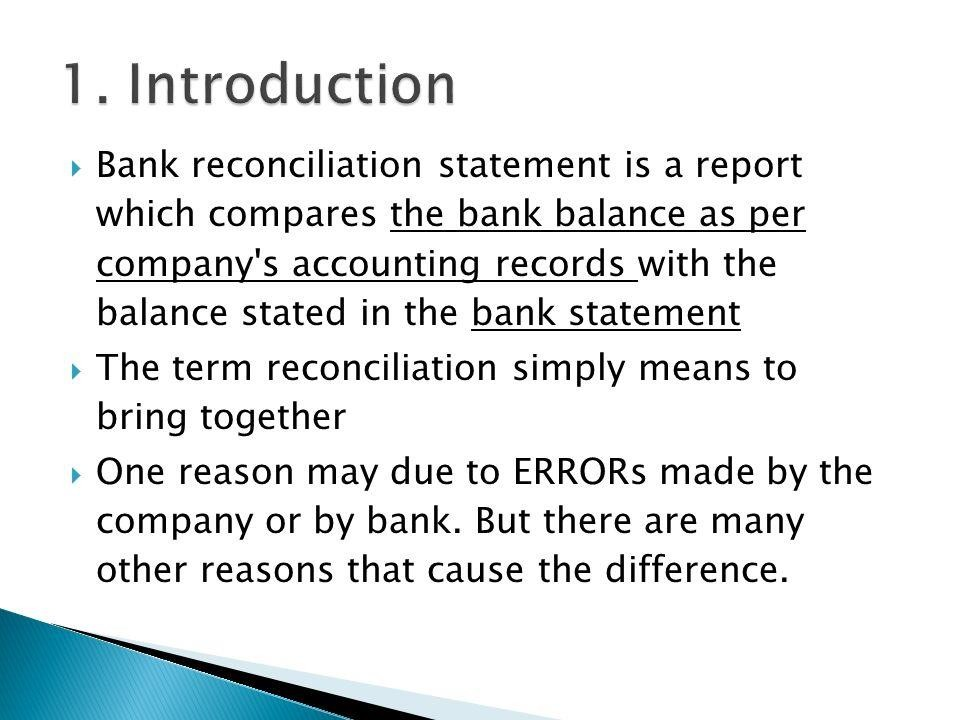 1. Introduction
Bank reconciliation statement is a report
which compares the bank balance as per
company's accounting records with the
balance stated in the bank statement
The term reconciliation simply means to
bring together
One reason may due to ERRORs made by the
company or by bank. But there are many
other reasons that cause the difference.